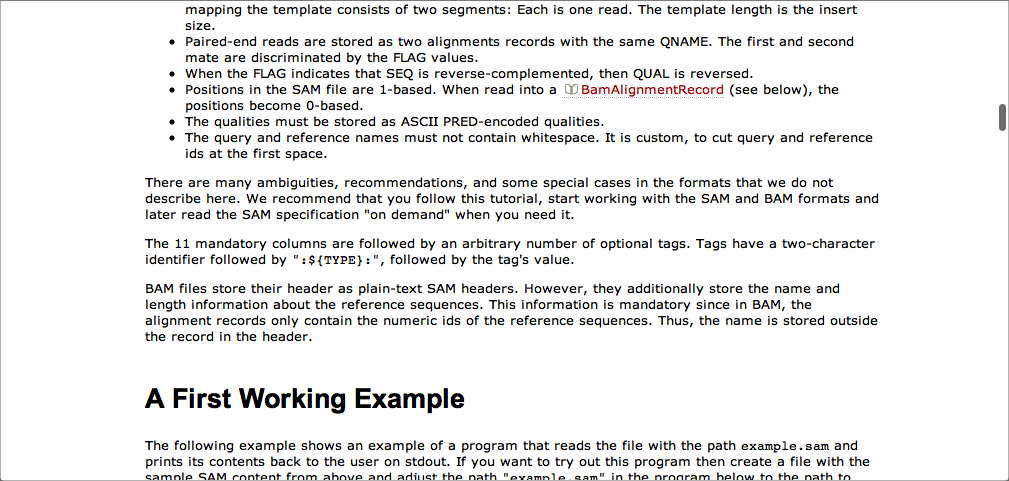 mapping the template consists of two segments: Each is one read. The template length is the insert
size.
• Paired-end reads are stored as two alignments records with the same QNAME. The first and second
mate are discriminated by the FLAG values.
• When the FLAG indicates that SEQ is reverse-complemented, then QUAL is reversed.
• Positions in the SAM file are 1-based. When read into a BamAlignmentRecord (see below), the
positions become 0-based.
• The qualities must be stored as ASCII PRED-encoded qualities.
• The query and reference names must not contain whitespace. It is custom, to cut query and reference
ids at the first space.
There are many ambiguities, recommendations, and some special cases in the formats that we do not
describe here. We recommend that you follow this tutorial, start working with the SAM and BAM formats and
later read the SAM specification "on demand" when you need it.
The 11 mandatory columns are followed by an arbitrary number of optional tags. Tags have a two-character
identifier followed by ":${TYPE}:", followed by the tag's value.
BAM files store their header as plain-text SAM headers. However, they additionally store the name and
length information about the reference sequences. This information is mandatory since in BAM, the
alignment records only contain the numeric ids of the reference sequences. Thus, the name is stored outside
the record in the header.
A First Working Example
The following example shows an example of a program that reads the file with the path example.sam and
prints its contents back to the user on stdout. If you want to try out this program then create a file with the
sample SAM content from above and adjust the path "example.sam" in the program below to the path to